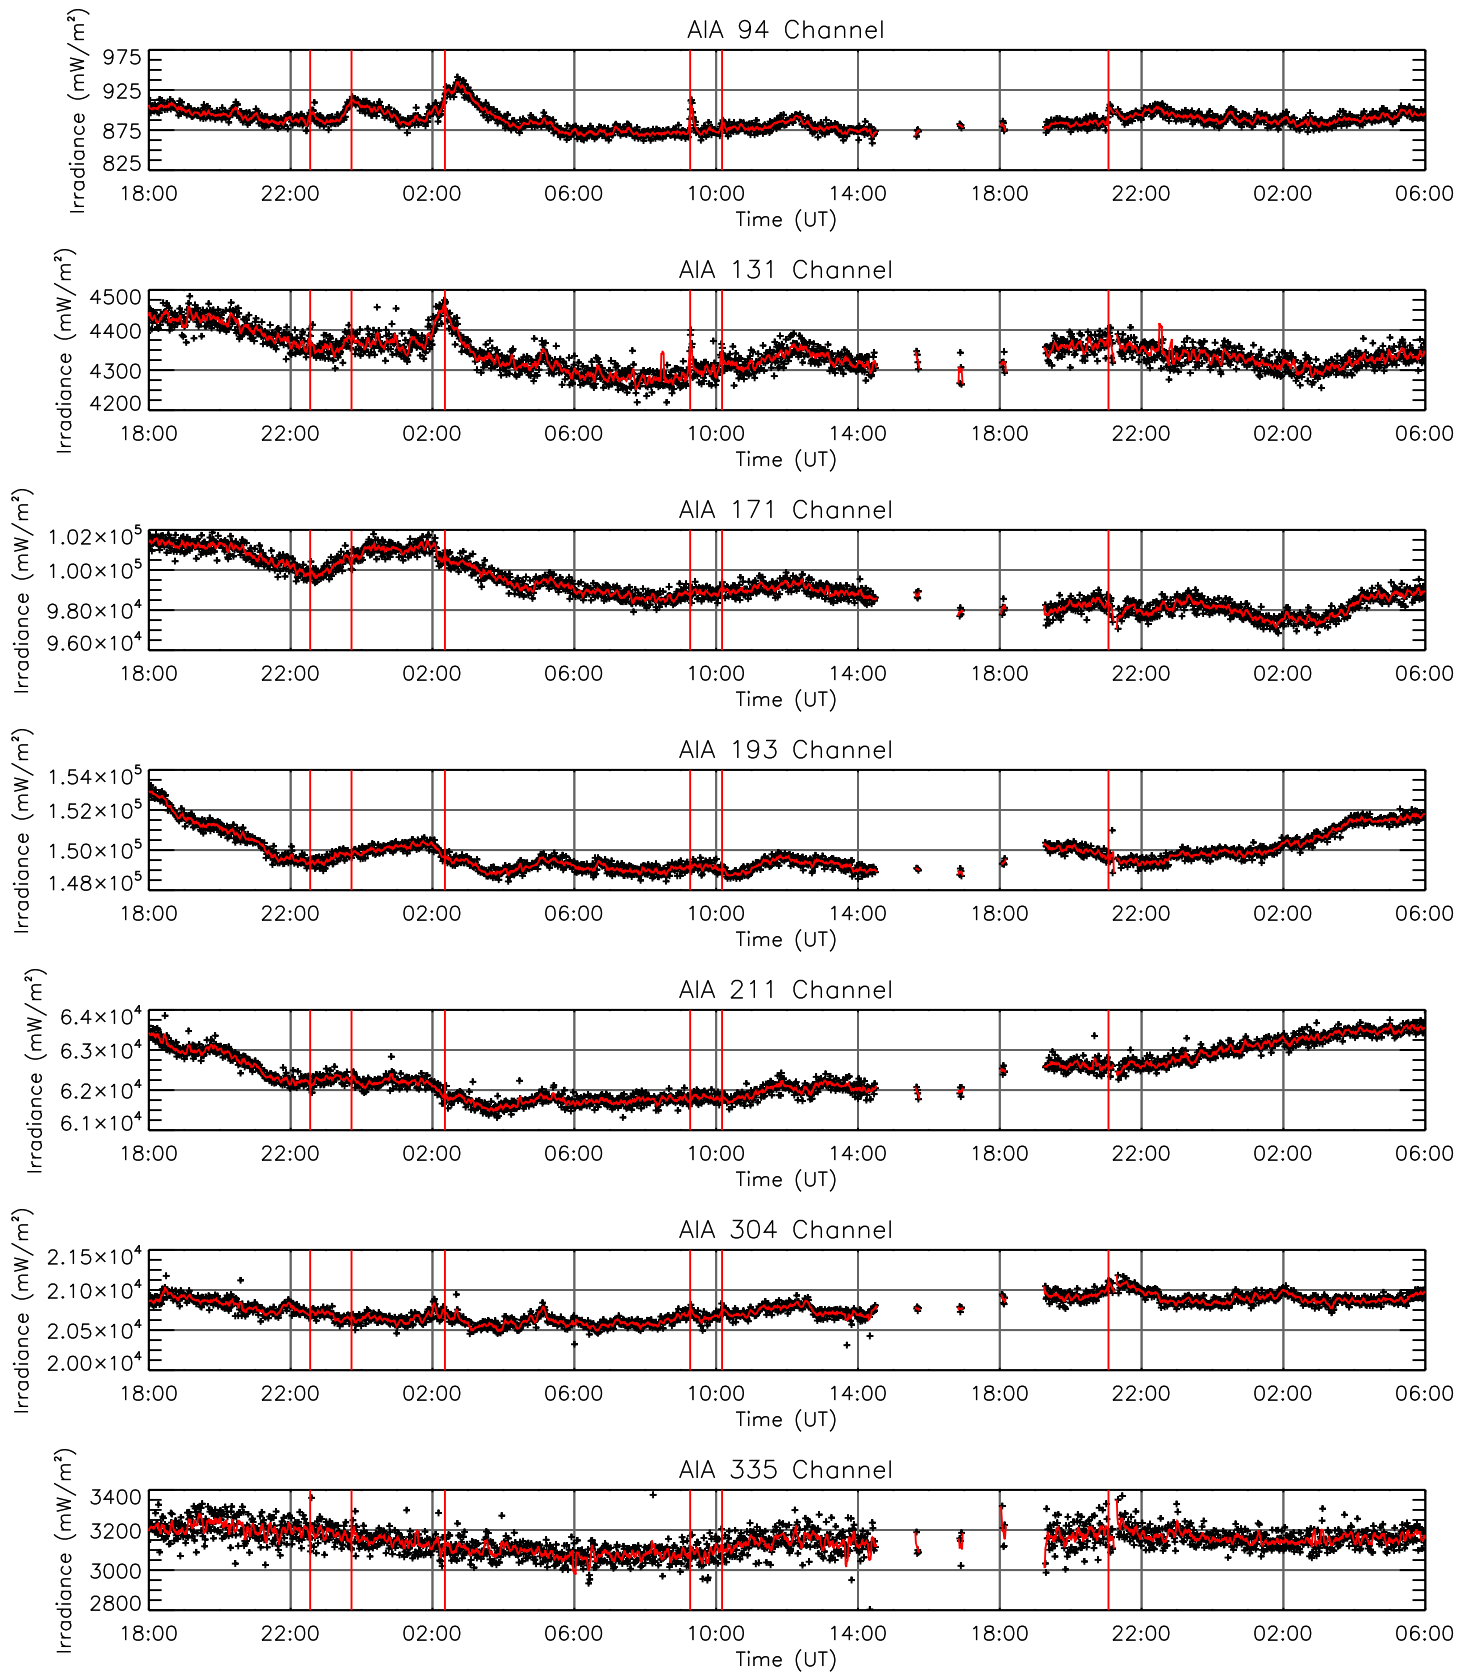 AIA 94 Channel
Irradiance (mW/m²)
975
925
875
825
18:00 22:00 02:00 06:00 10:00 14:00 18:00 22:00 02:00 06:00
Time (UT)
AIA 131 Channel
Irradiance (mW/m²)
4500
4400
4300
4200
18:00 22:00 02:00 06:00 10:00 14:00 18:00 22:00 02:00 06:00
Time (UT)
AIA 171 Channel
Irradiance (mW/m²)
1.02×10⁵
1.00×10⁵
9.80×10⁴
9.60×10⁴
18:00 22:00 02:00 06:00 10:00 14:00 18:00 22:00 02:00 06:00
Time (UT)
AIA 193 Channel
Irradiance (mW/m²)
1.54×10⁵
1.52×10⁵
1.50×10⁵
1.48×10⁵
18:00 22:00 02:00 06:00 10:00 14:00 18:00 22:00 02:00 06:00
Time (UT)
AIA 211 Channel
Irradiance (mW/m²)
6.4×10⁴
6.3×10⁴
6.2×10⁴
6.1×10⁴
18:00 22:00 02:00 06:00 10:00 14:00 18:00 22:00 02:00 06:00
Time (UT)
AIA 304 Channel
Irradiance (mW/m²)
2.15×10⁴
2.10×10⁴
2.05×10⁴
2.00×10⁴
18:00 22:00 02:00 06:00 10:00 14:00 18:00 22:00 02:00 06:00
Time (UT)
AIA 335 Channel
Irradiance (mW/m²)
3400
3200
3000
2800
18:00 22:00 02:00 06:00 10:00 14:00 18:00 22:00 02:00 06:00
Time (UT)